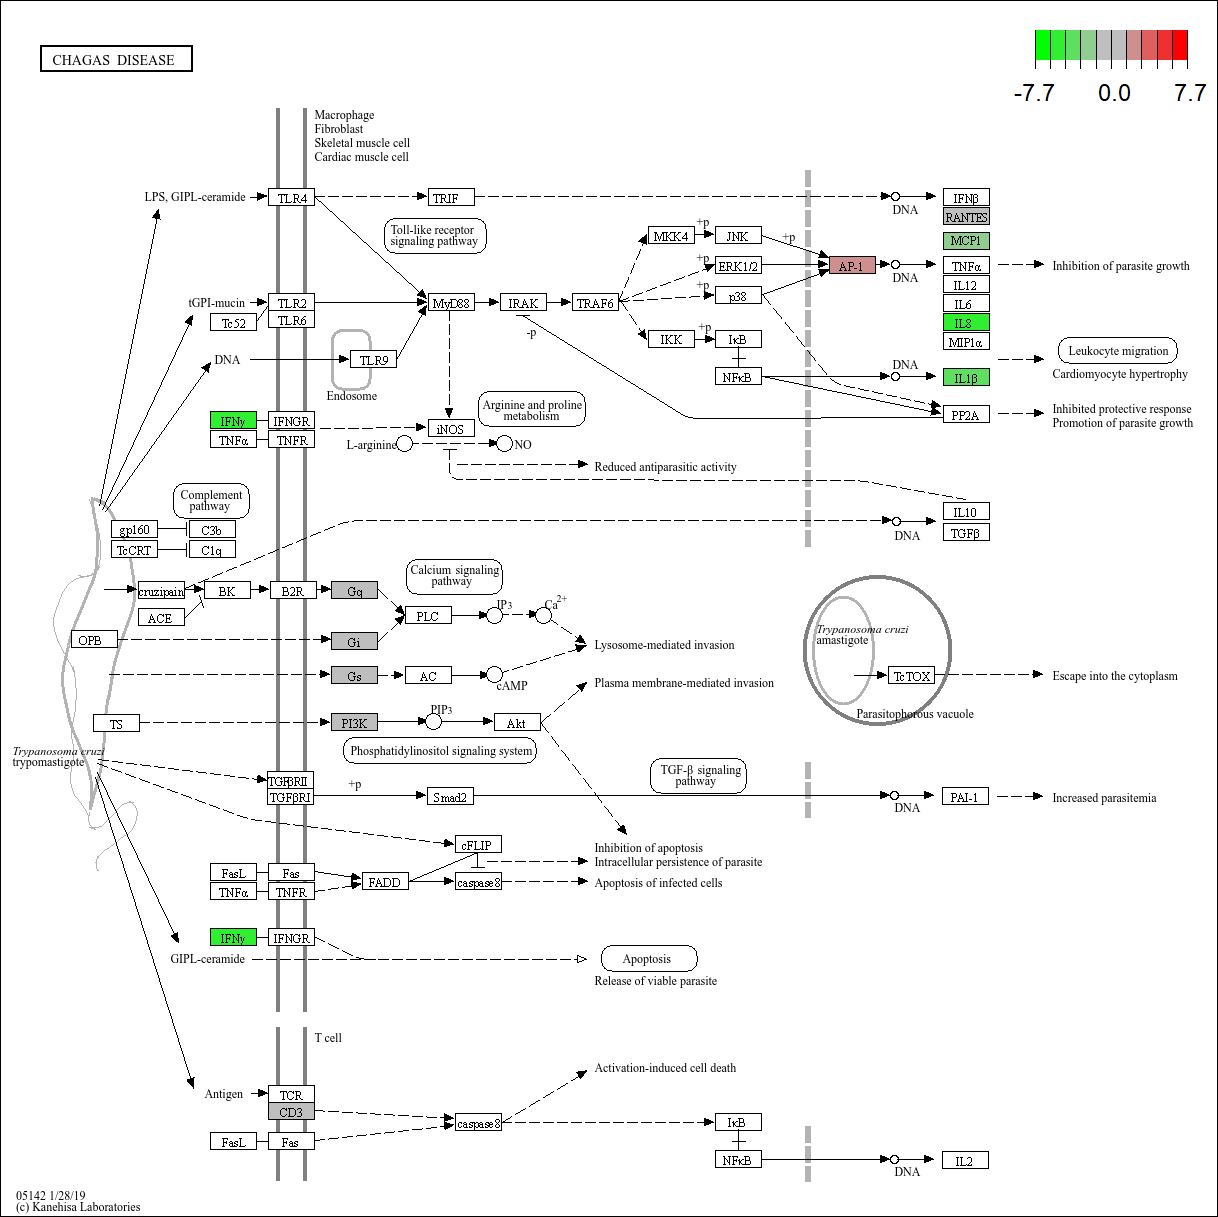 CHAGAS DISEASE
-7.7 0.0 7.7
Macrophage
Fibroblast
Skeletal muscle cell
Cardiac muscle cell
LPS, GIPL-ceramide
TLR4
TRIF
DNA
IFNβ
RANTES
Toll-like receptor
signaling pathway
MKK4
+p
JNK
+p
MCP1
+p
ERK1/2
AP-1
DNA
TNFα
Inhibition of parasite growth
IL12
tGPI-mucin
TLR2
MyD88
IRAK
TRAF6
+p
p38
IL6
Tc52
TLR6
IL8
-p
IKK
+p
IκB
MIP1α
Leukocyte migration
DNA
TLR9
DNA
Cardiomyocyte hypertrophy
NFκB
IL1β
Endosome
Arginine and proline
metabolism
PP2A
Inhibited protective response
Promotion of parasite growth
IFNγ
IFNGR
iNOS
TNFα
TNFR
L-arginine
NO
Reduced antiparasitic activity
Complement
pathway
IL10
gp160
C3b
DNA
TGFβ
TcCRT
C1q
Calcium signaling
pathway
cruzipain
BK
B2R
Gq
IP3
Ca2+
ACE
PLC
OPB
Gi
Lysosome-mediated invasion
Trypanosoma cruzi
amastigote
Gs
AC
cAMP
TcTOX
Escape into the cytoplasm
Plasma membrane-mediated invasion
Parasitophorous vacuole
TS
PI3K
PIP3
Akt
Phosphatidylinositol signaling system
Trypanosoma cruzi
trypomastigote
TGF-β signaling
pathway
TGFβRII
+p
TGFβRI
Smad2
DNA
PAI-1
Increased parasitemia
cFLIP
Inhibition of apoptosis
Intracellular persistence of parasite
FasL
Fas
FADD
caspase8
Apoptosis of infected cells
TNFα
TNFR
IFNγ
IFNGR
GIPL-ceramide
Apoptosis
Release of viable parasite
T cell
Activation-induced cell death
Antigen
TCR
CD3
caspase8
IκB
FasL
Fas
NFκB
DNA
IL2
05142 1/28/19
(c) Kanehisa Laboratories